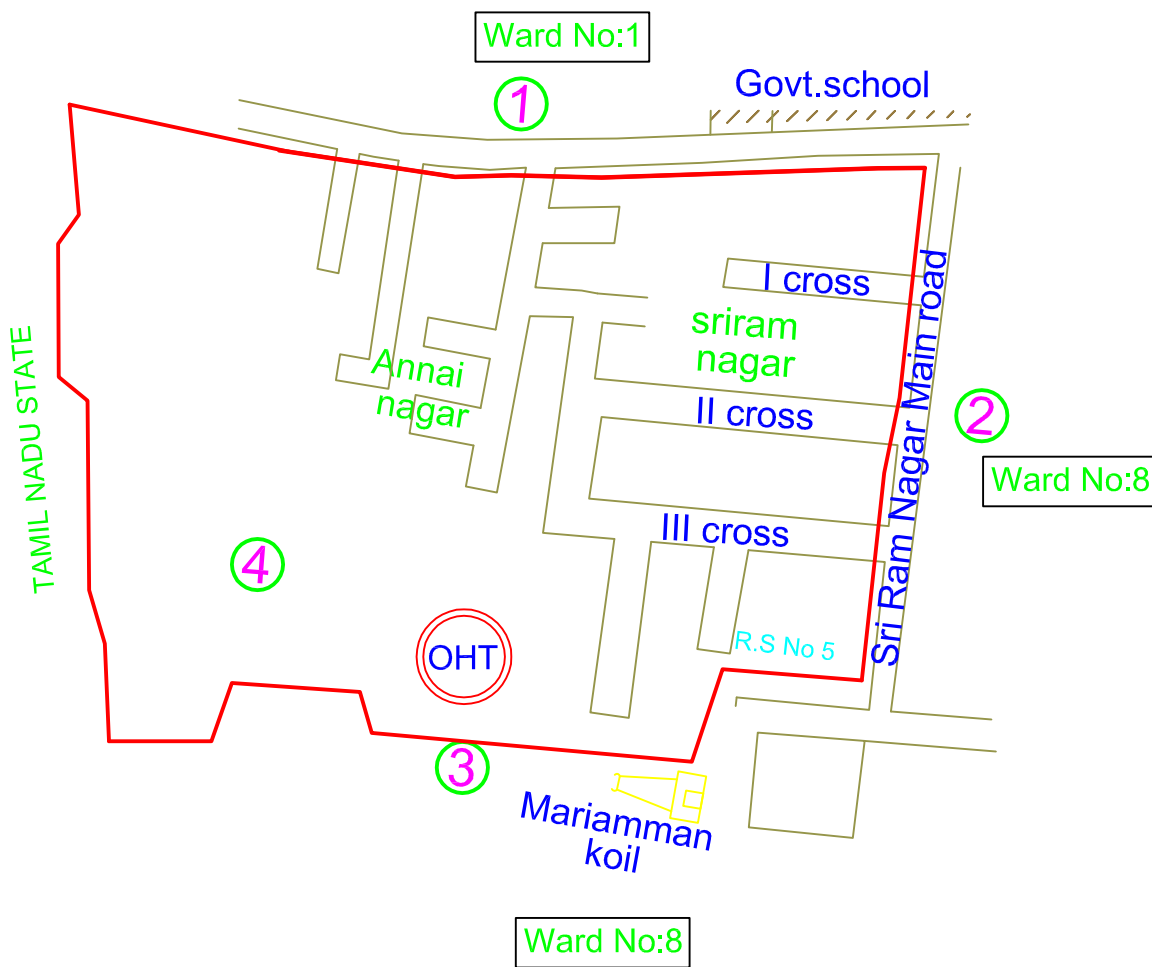 Ward No:1
1
Govt.school
I cross
sriram
nagar
Annai
nagar
II cross
Sri Ram Nagar Main road
2
TAMIL NADU STATE
Ward No:8
III cross
4
OHT
R.S No 5
3
Mariamman
koil
Ward No:8